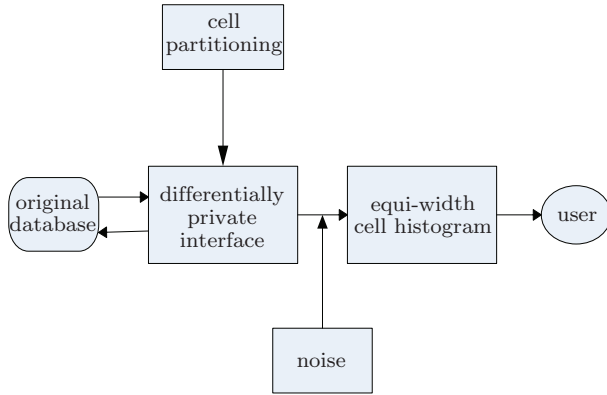 cell
partitioning
original
database
differentially
private
interface
equi-width
cell histogram
user
noise